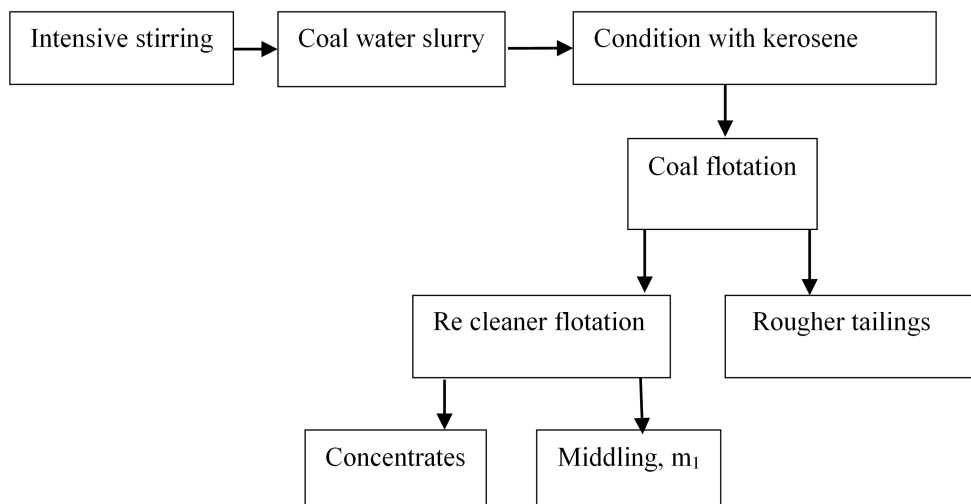 Intensive stirring
Coal water slurry
Condition with kerosene
Coal flotation
Re cleaner flotation
Rougher tailings
Concentrates
Middling, m₁